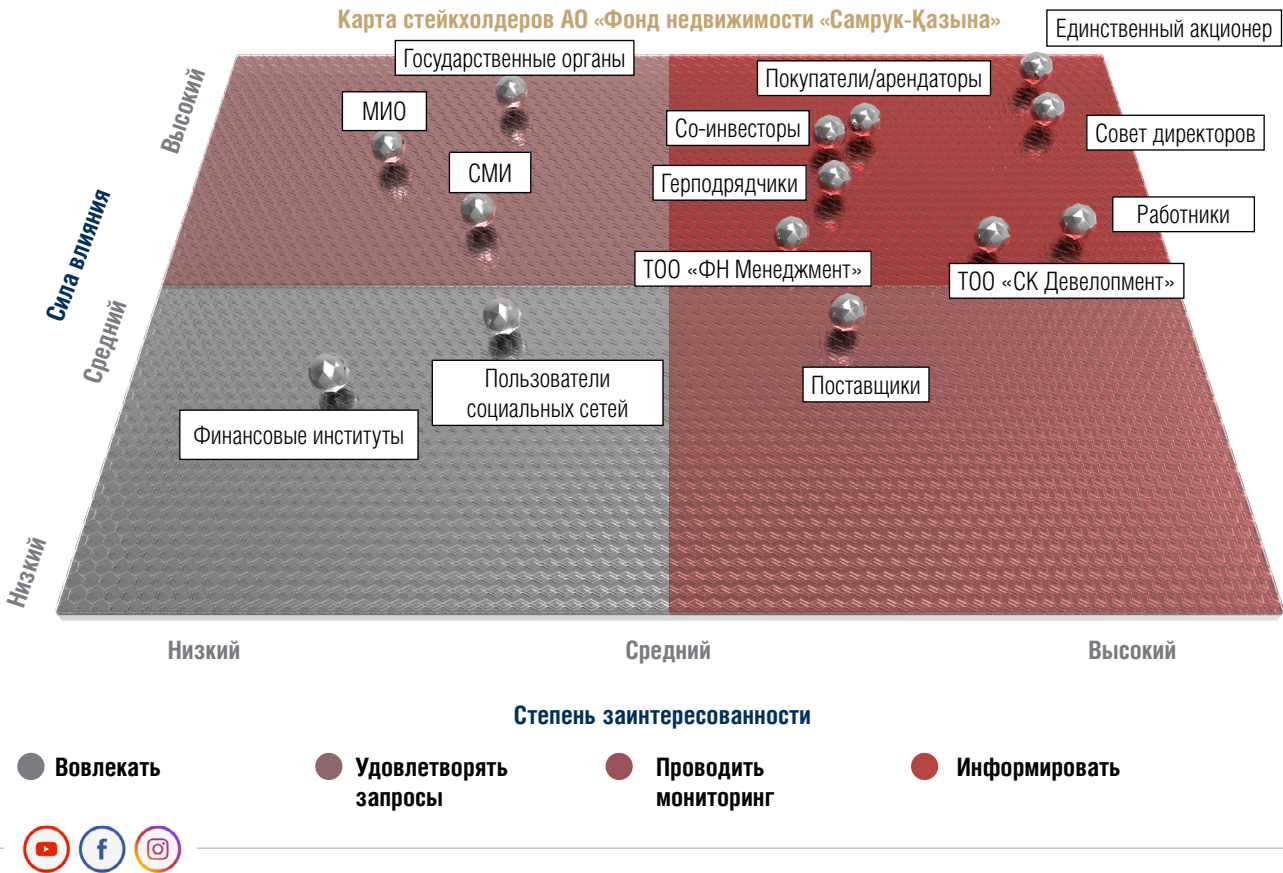 Карта стейкхолдеров АО «Фонд недвижимости «Самрук-Қазына»
Единственный акционер
Государственные органы
Покупатели/арендаторы
МИО
Со-инвесторы
Совет директоров
СМИ
Герподрядчики
Работники
ТОО «ФН Менеджмент»
ТОО «СК Девелопмент»
Высокий
Сила влияния
Средний
Низкий
Пользователи
социальных сетей
Поставщики
Финансовые институты
Низкий
Средний
Высокий
Степень заинтересованности
Вовлекать
Удовлетворять
запросы
Проводить
мониторинг
Информировать